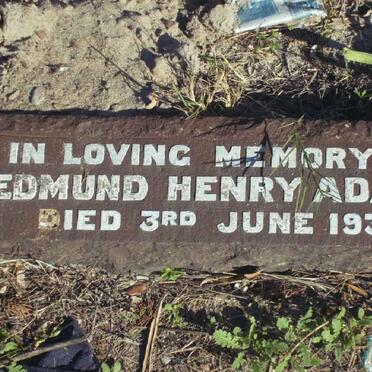 IN LOVING MEMORY
EDMUND HENRY ADA
DIED 3RD JUNE 193